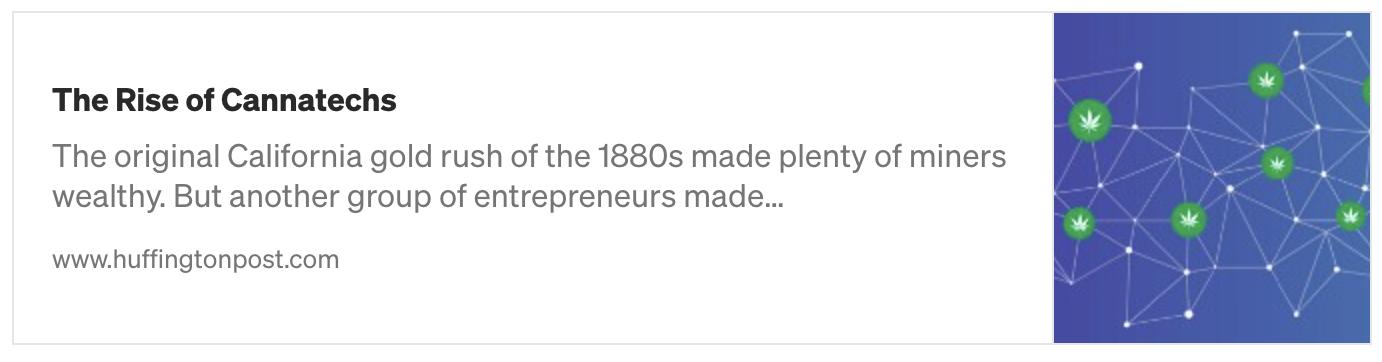 The Rise of Cannatechs
The original California gold rush of the 1880s made plenty of miners
wealthy. But another group of entrepreneurs made...
www.huffingtonpost.com